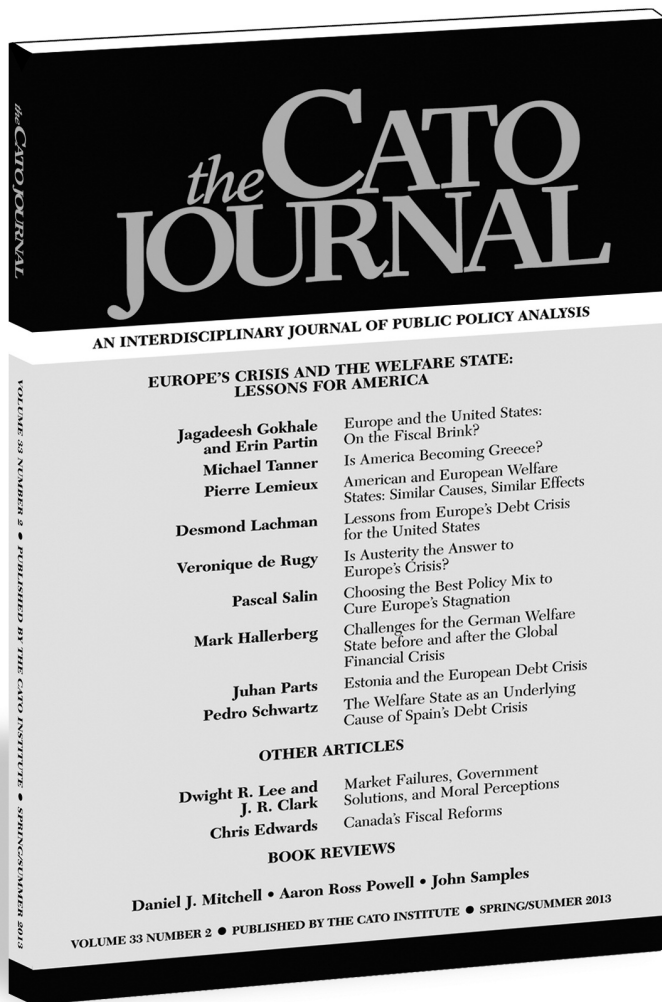 the CATO
JOURNAL
AN INTERDISCIPLINARY JOURNAL OF PUBLIC POLICY ANALYSIS
EUROPE'S CRISIS AND THE WELFARE STATE:
LESSONS FOR AMERICA
Jagadeesh Gokhale
and Erin Partin
Europe and the United States:
On the Fiscal Brink?
Michael Tanner
Is America Becoming Greece?
Pierre Lemieux
American and European Welfare
States: Similar Causes, Similar Effects
Desmond Lachman
Lessons from Europe's Debt Crisis
for the United States
Veronique de Rugy
Is Austerity the Answer to
Europe's Crisis?
Pascal Salin
Choosing the Best Policy Mix to
Cure Europe's Stagnation
Mark Hallerberg
Challenges for the German Welfare
State before and after the Global
Financial Crisis
Juhan Parts
Estonia and the European Debt Crisis
Pedro Schwartz
The Welfare State as an Underlying
Cause of Spain's Debt Crisis
OTHER ARTICLES
Dwight R. Lee and
J. R. Clark
Market Failures, Government
Solutions, and Moral Perceptions
Chris Edwards
Canada's Fiscal Reforms
BOOK REVIEWS
Daniel J. Mitchell • Aaron Ross Powell • John Samples
VOLUME 33 NUMBER 2 ● PUBLISHED BY THE CATO INSTITUTE ● SPRING/SUMMER 2013
the CATO JOURNAL
VOLUME 33 NUMBER 2 ● PUBLISHED BY THE CATO INSTITUTE ● SPRING/SUMMER 2013